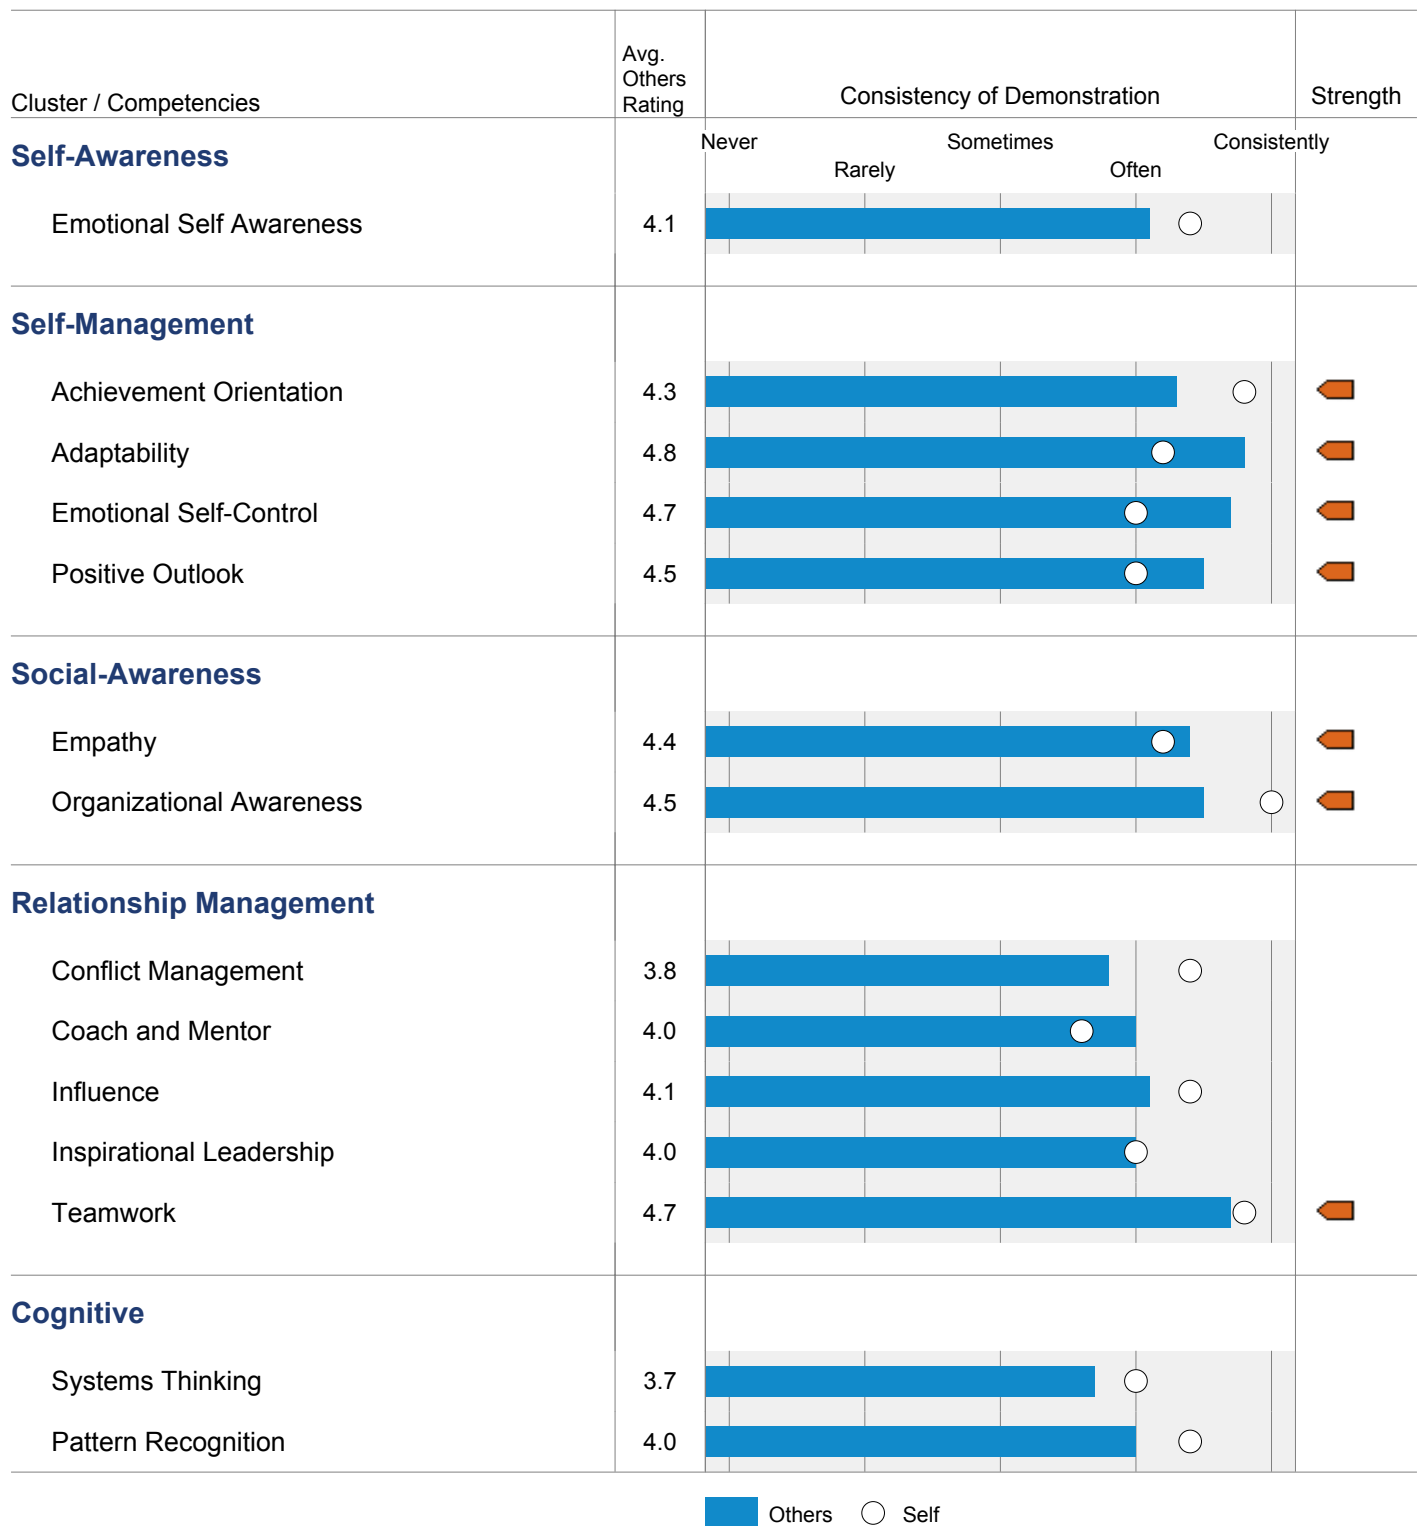 Cluster / Competencies
Avg.
Others
Rating
Consistency of Demonstration
Strength
Self-Awareness
Never Sometimes Consistently
Rarely Often
Emotional Self Awareness 4.1
Self-Management
Achievement Orientation 4.3
Adaptability 4.8
Emotional Self-Control 4.7
Positive Outlook 4.5
Social-Awareness
Empathy 4.4
Organizational Awareness 4.5
Relationship Management
Conflict Management 3.8
Coach and Mentor 4.0
Influence 4.1
Inspirational Leadership 4.0
Teamwork 4.7
Cognitive
Systems Thinking 3.7
Pattern Recognition 4.0
Others Self